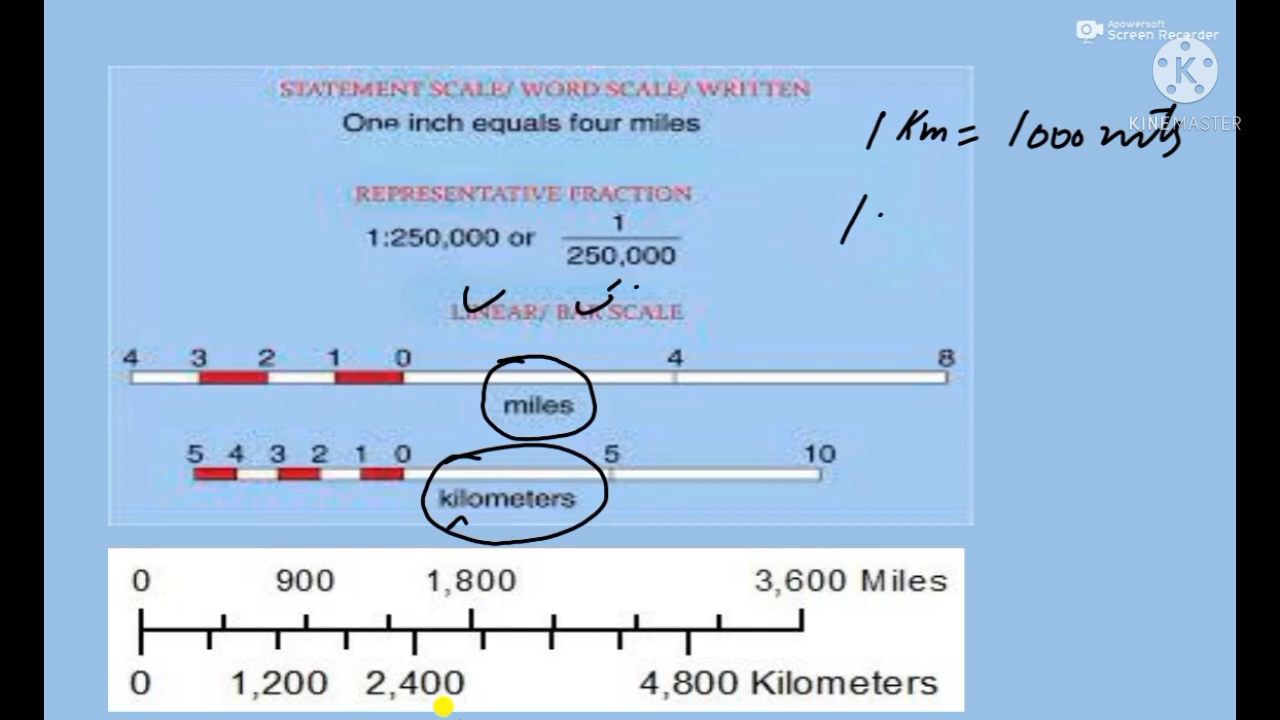 Apowersoft
Screen Recorder
K
KINEMASTER
STATEMENT SCALE/ WORD SCALE/ WRITTEN
One inch equals four miles
1 Km = 1000 mts
REPRESENTATIVE FRACTION
1:250,000 or 1
250,000
1
LINEAR/ BAR SCALE
4 3 2 1 0 4 8
miles
5 4 3 2 1 0 5 10
kilometers
0 900 1,800 3,600 Miles
0 1,200 2,400 4,800 Kilometers